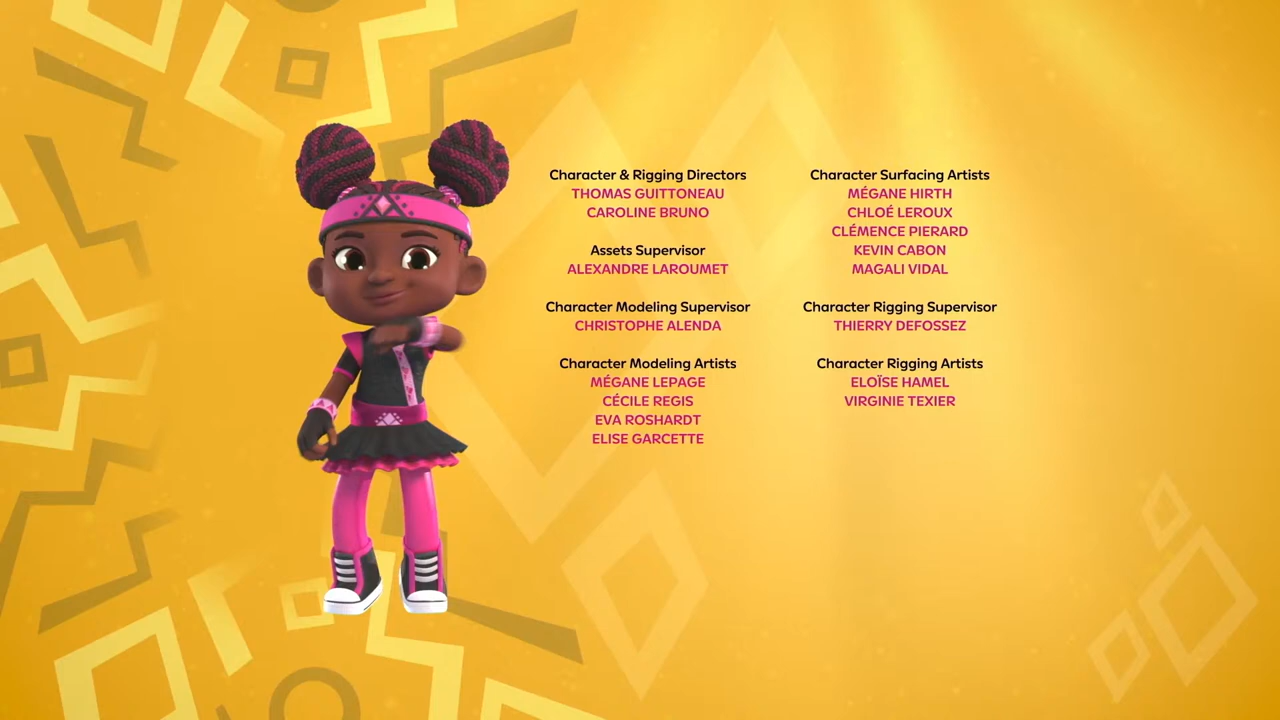 Character & Rigging Directors
THOMAS GUITTONEAU
CAROLINE BRUNO
Assets Supervisor
ALEXANDRE LAROUMET
Character Modeling Supervisor
CHRISTOPHE ALENDA
Character Modeling Artists
MÉGANE LEPAGE
CÉCILE REGIS
EVA ROSHARDT
ELISE GARCETTE
Character Surfacing Artists
MÉGANE HIRTH
CHLOÉ LEROUX
CLÉMENCE PIERARD
KEVIN CABON
MAGALI VIDAL
Character Rigging Supervisor
THIERRY DEFOSSEZ
Character Rigging Artists
ELOÏSE HAMEL
VIRGINIE TEXIER